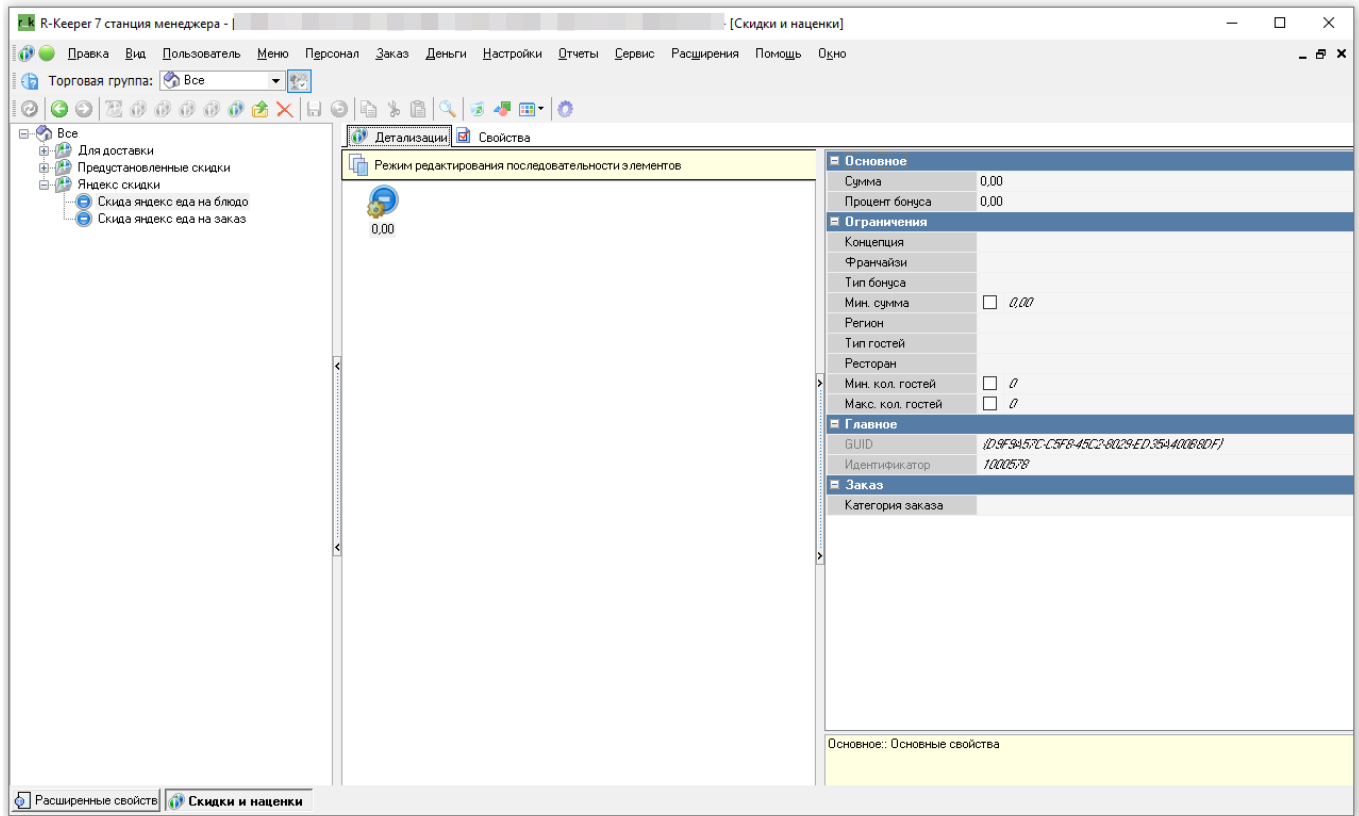 r_k R-Keeper 7 станция менеджера - [ - [Скидки и наценки]
Правка Вид Пользователь Меню Персонал Заказ Деньги Настройки Отчеты Сервис Расширения Помощь Окно
Торговая группа: Все
Все
Для доставки
Предустановленные скидки
Яндекс скидки
Скида яндекс еда на блюдо
Скида яндекс еда на заказ
Детализации Свойства
Режим редактирования последовательности элементов
0,00
Основное
Сумма 0,00
Процент бонуса 0,00
Ограничения
Концепция
Франчайзи
Тип бонуса
Мин. сумма 0,00
Регион
Тип гостей
Ресторан
Мин. кол. гостей 0
Макс. кол. гостей 0
Главное
GUID {D9F9A57C-C5F8-45C2-8029-ED35A400B8DF}
Идентификатор 1000578
Заказ
Категория заказа
Основное:: Основные свойства
Расширенные свойств Скидки и наценки